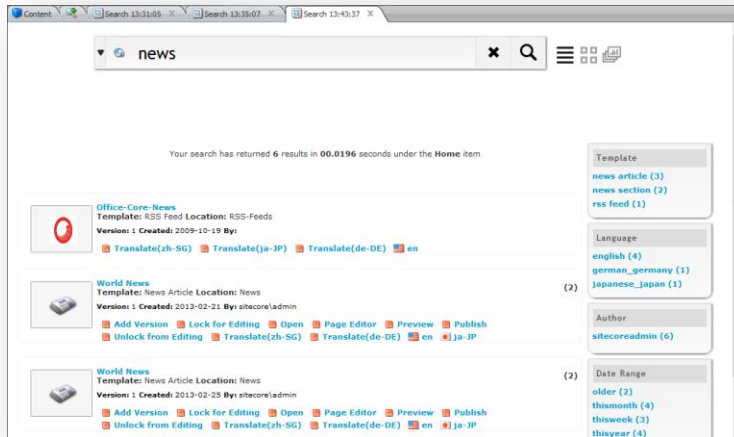 Content
Search 13:31:05
Search 13:35:07
Search 13:43:37
news
Your search has returned 6 results in 00.0196 seconds under the Home item
Office-Core-News
Template: RSS Feed Location: RSS-Feeds
Version: 1 Created: 2009-10-19 By:
Translate(zh-SG) Translate(ja-JP) Translate(de-DE) en
World News (2)
Template: News Article Location: News
Version: 1 Created: 2013-02-21 By: sitecore\admin
Add Version Lock for Editing Open Page Editor Preview Publish
Unlock from Editing Translate(zh-SG) Translate(de-DE) en ja-JP
World News (2)
Template: News Article Location: News
Version: 1 Created: 2013-02-25 By: sitecore\admin
Add Version Lock for Editing Open Page Editor Preview Publish
Unlock from Editing Translate(zh-SG) Translate(de-DE) en ja-JP
Template
news article (3)
news section (2)
rss feed (1)
Language
english (4)
german_germany (1)
japanese_japan (1)
Author
sitecoreadmin (6)
Date Range
older (2)
thismonth (4)
thisweek (3)
thisyear (4)